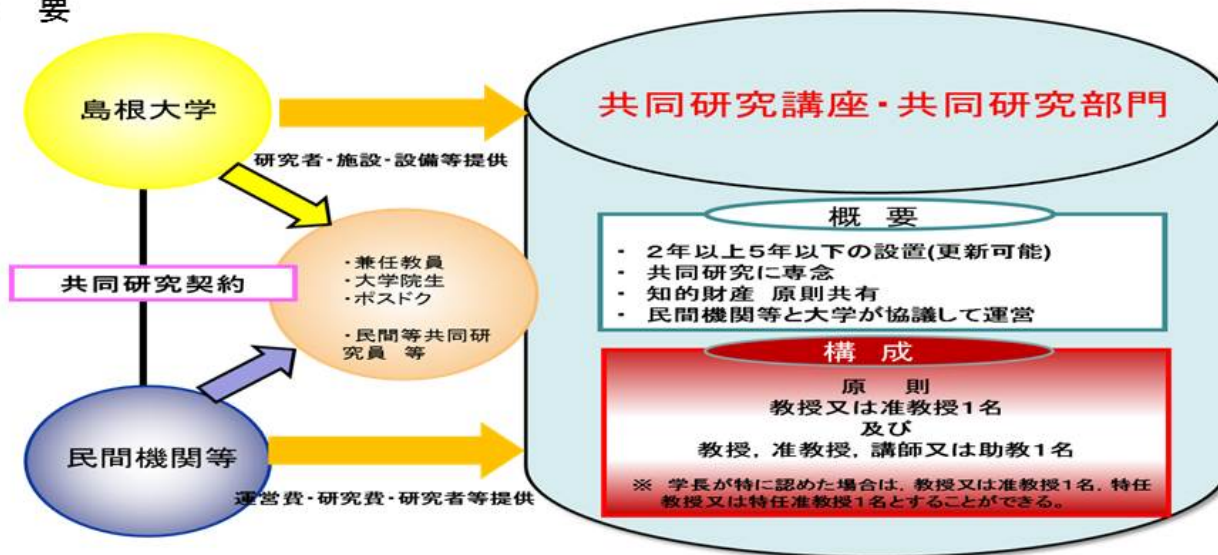 要
島根大学
研究者・施設・設備等提供
共同研究契約
・兼任教員
・大学院生
・ポスドク
・民間等共同研
究員 等
民間機関等
運営費・研究費・研究者等提供
共同研究講座・共同研究部門
概 要
・ 2年以上5年以下の設置(更新可能)
・ 共同研究に専念
・ 知的財産 原則共有
・ 民間機関等と大学が協議して運営
構 成
原 則
教授又は准教授1名
及び
教授，准教授，講師又は助教1名
※ 学長が特に認めた場合は，教授又は准教授1名，特任
教授又は特任准教授1名とすることができる。